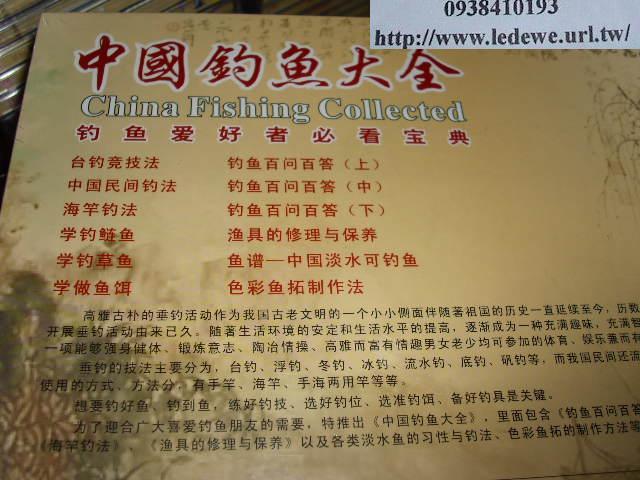 0938410193
http://www.ledewe.url.tw/
中國釣魚大全
China Fishing Collected
钓鱼爱好者必看宝典
台钓竞技法 钓鱼百问百答（上）
中国民间钓法 钓鱼百问百答（中）
海竿钓法 钓鱼百问百答（下）
学钓鲢鱼 渔具的修理与保养
学钓草鱼 鱼谱—中国淡水可钓鱼
学做鱼饵 色彩鱼拓制作法
高雅古朴的垂钓活动作为我国古老文明的一个小小侧面伴随著祖国的历史一直延续至今，历数
开展垂钓活动由来已久。随著生活环境的安定和生活水平的提高，逐渐成为一种充满趣味，充满智
一项能够强身健体、锻炼意志、陶冶情操、高雅而富有情趣男女老少均可参加的体育、娱乐兼而有
垂钓的技法主要分为，台钓、浮钓、冬钓、冰钓、流水钓、底钓、矾钓等，而我国民间还流
使用的方式、方法分，有手竿、海竿、手海两用竿等等。
想要钓好鱼、钓到鱼，练好钓技、选好钓位、选准钓饵、备好钓具是关键。
为了迎合广大喜爱钓鱼朋友的需要，特推出《中国钓鱼大全》，里面包含《钓鱼百问百答
《海竿钓法》、《渔具的修理与保养》以及各类淡水鱼的习性与钓法、色彩鱼拓的制作方法等